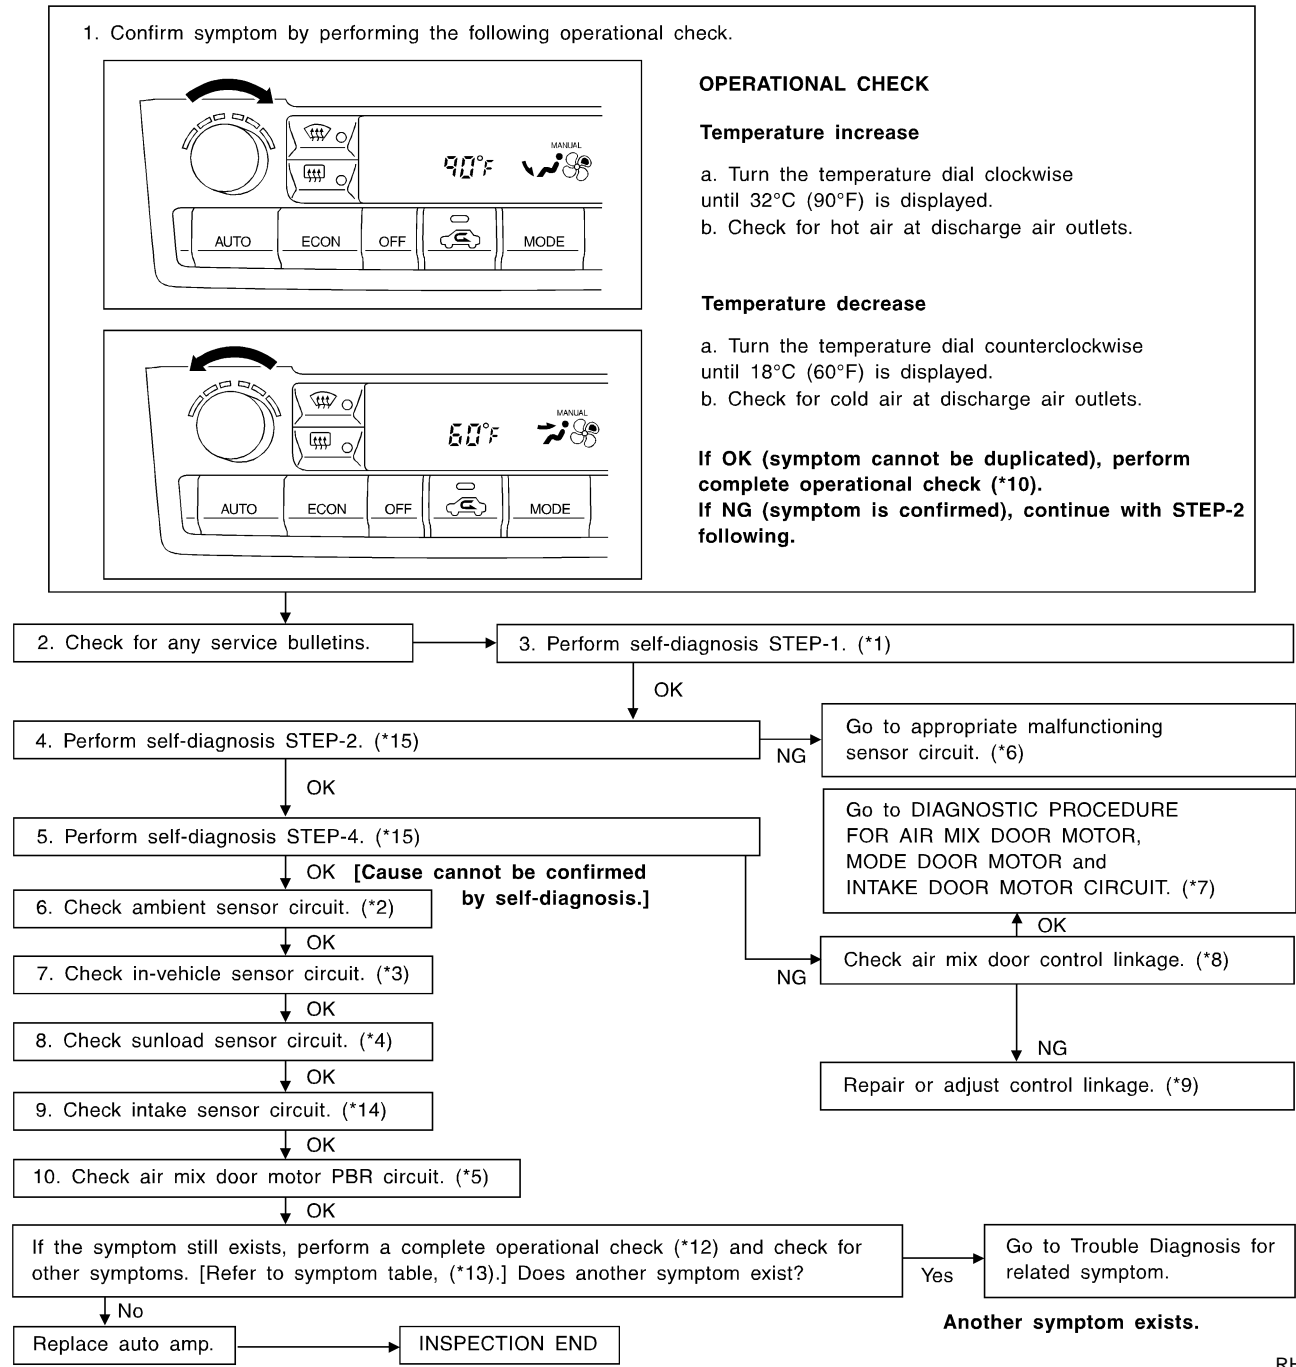 1. Confirm symptom by performing the following operational check.
MANUAL
90°F
AUTO
ECON
OFF
MODE
OPERATIONAL CHECK
Temperature increase
a. Turn the temperature dial clockwise
until 32°C (90°F) is displayed.
b. Check for hot air at discharge air outlets.
MANUAL
60°F
AUTO
ECON
OFF
MODE
Temperature decrease
a. Turn the temperature dial counterclockwise
until 18°C (60°F) is displayed.
b. Check for cold air at discharge air outlets.
If OK (symptom cannot be duplicated), perform
complete operational check (*10).
If NG (symptom is confirmed), continue with STEP-2
following.
2. Check for any service bulletins.
3. Perform self-diagnosis STEP-1. (*1)
OK
4. Perform self-diagnosis STEP-2. (*15)
NG
Go to appropriate malfunctioning
sensor circuit. (*6)
OK
5. Perform self-diagnosis STEP-4. (*15)
Go to DIAGNOSTIC PROCEDURE
FOR AIR MIX DOOR MOTOR,
MODE DOOR MOTOR and
INTAKE DOOR MOTOR CIRCUIT. (*7)
OK
[Cause cannot be confirmed
by self-diagnosis.]
6. Check ambient sensor circuit. (*2)
OK
OK
NG
Check air mix door control linkage. (*8)
7. Check in-vehicle sensor circuit. (*3)
OK
8. Check sunload sensor circuit. (*4)
NG
OK
Repair or adjust control linkage. (*9)
9. Check intake sensor circuit. (*14)
OK
10. Check air mix door motor PBR circuit. (*5)
OK
If the symptom still exists, perform a complete operational check (*12) and check for
other symptoms. [Refer to symptom table, (*13).] Does another symptom exist?
Yes
Go to Trouble Diagnosis for
related symptom.
Another symptom exists.
No
Replace auto amp.
INSPECTION END